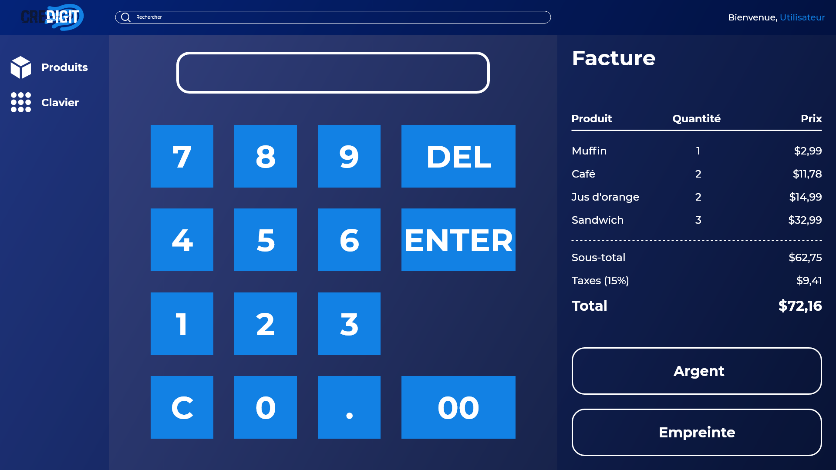 CRÉDIGIT
Rechercher
Bienvenue, Utilisateur
Produits
Clavier
7 8 9 DEL
4 5 6 ENTER
1 2 3
C 0 . 00
Facture
Produit Quantité Prix
Muffin 1 $2,99
Café 2 $11,78
Jus d'orange 2 $14,99
Sandwich 3 $32,99
Sous-total $62,75
Taxes (15%) $9,41
Total $72,16
Argent
Empreinte